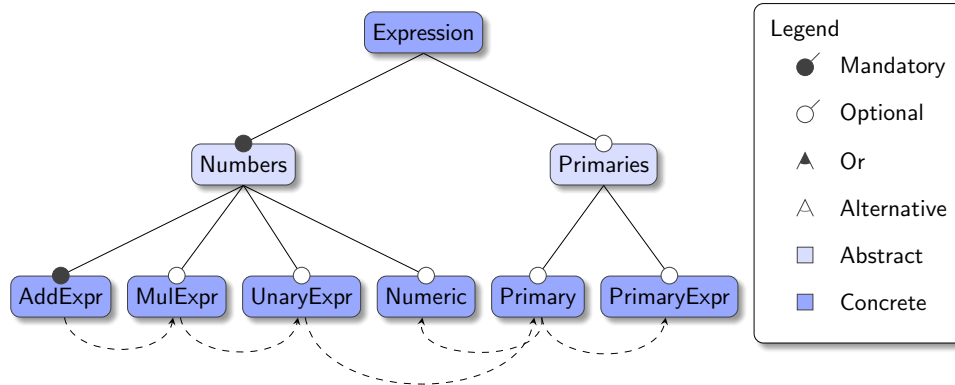 Expression
Numbers
Primaries
AddExpr
MulExpr
UnaryExpr
Numeric
Primary
PrimaryExpr
Legend
Mandatory
Optional
Or
Alternative
Abstract
Concrete